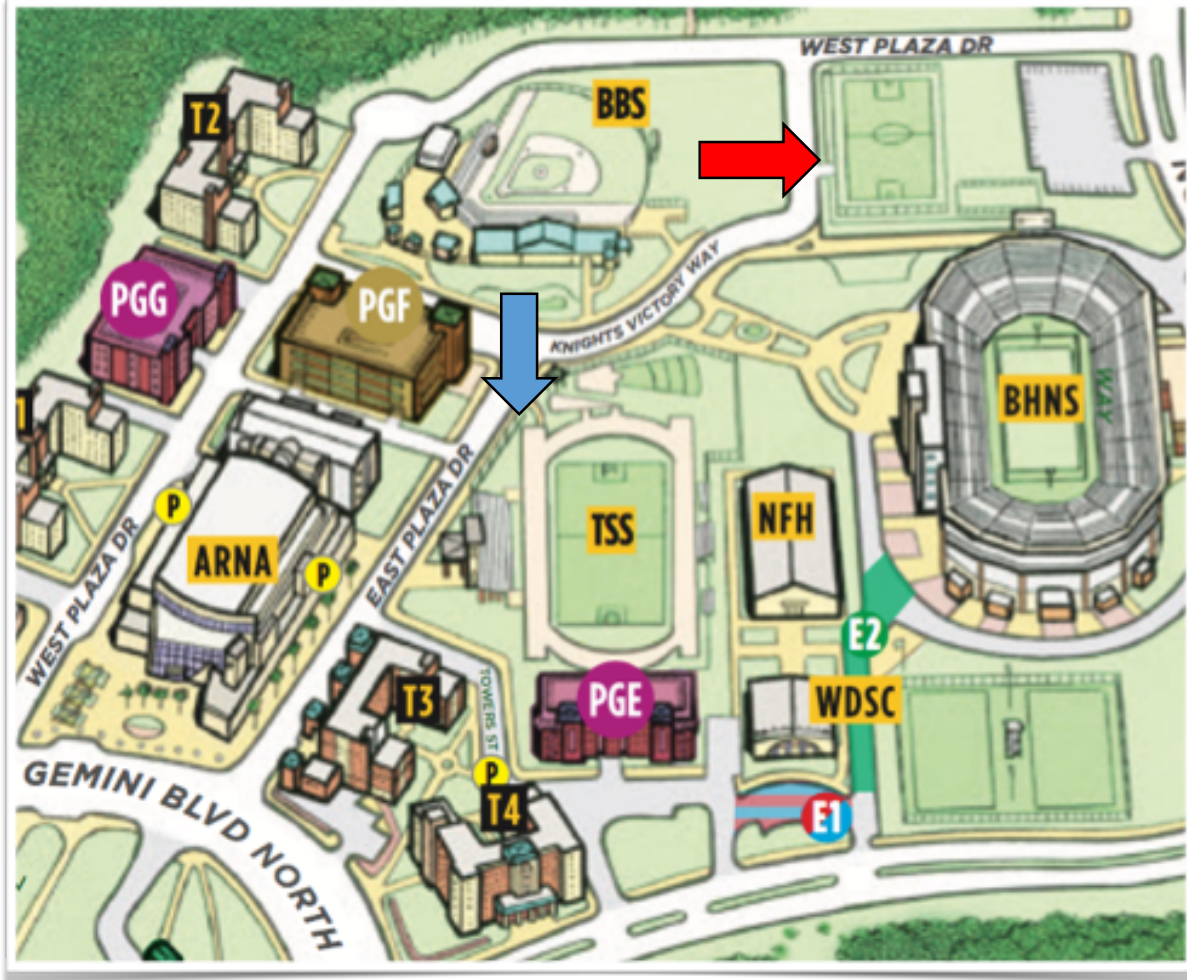 WEST PLAZA DR
BBS
T2
PGG
PGF
KNIGHTS VICTORY WAY
BHNS
WAY
1
P
TSS
NFH
ARNA
P
EAST PLAZA DR
WEST PLAZA DR
E2
T3
TOWERS ST
PGE
WDSC
P
T4
E1
GEMINI BLVD NORTH